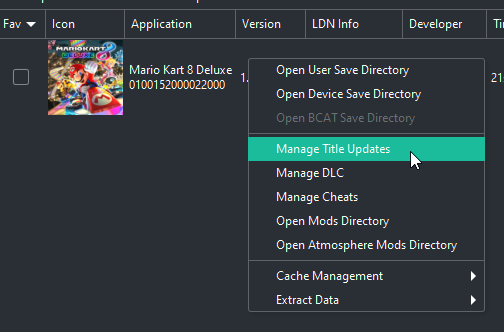 Fav Icon Application Version LDN Info Developer
MARIOKART
8
DELUXE
Mario Kart 8 Deluxe 1.
0100152000022000
21
Open User Save Directory
Open Device Save Directory
Open BCAT Save Directory
Manage Title Updates
Manage DLC
Manage Cheats
Open Mods Directory
Open Atmosphere Mods Directory
Cache Management
Extract Data